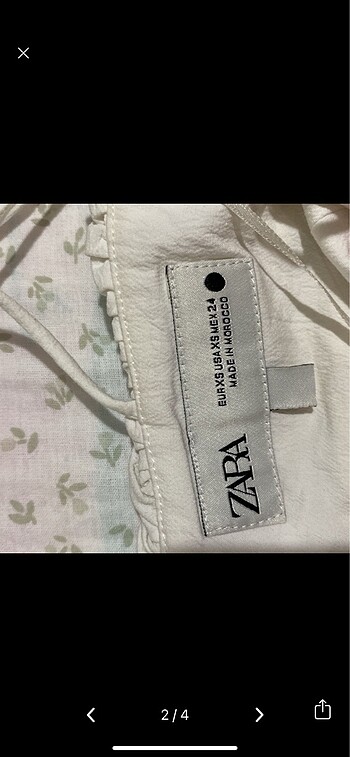 ZARA
EUR XS USA XS MEX 24
MADE IN MOROCCO
2/4